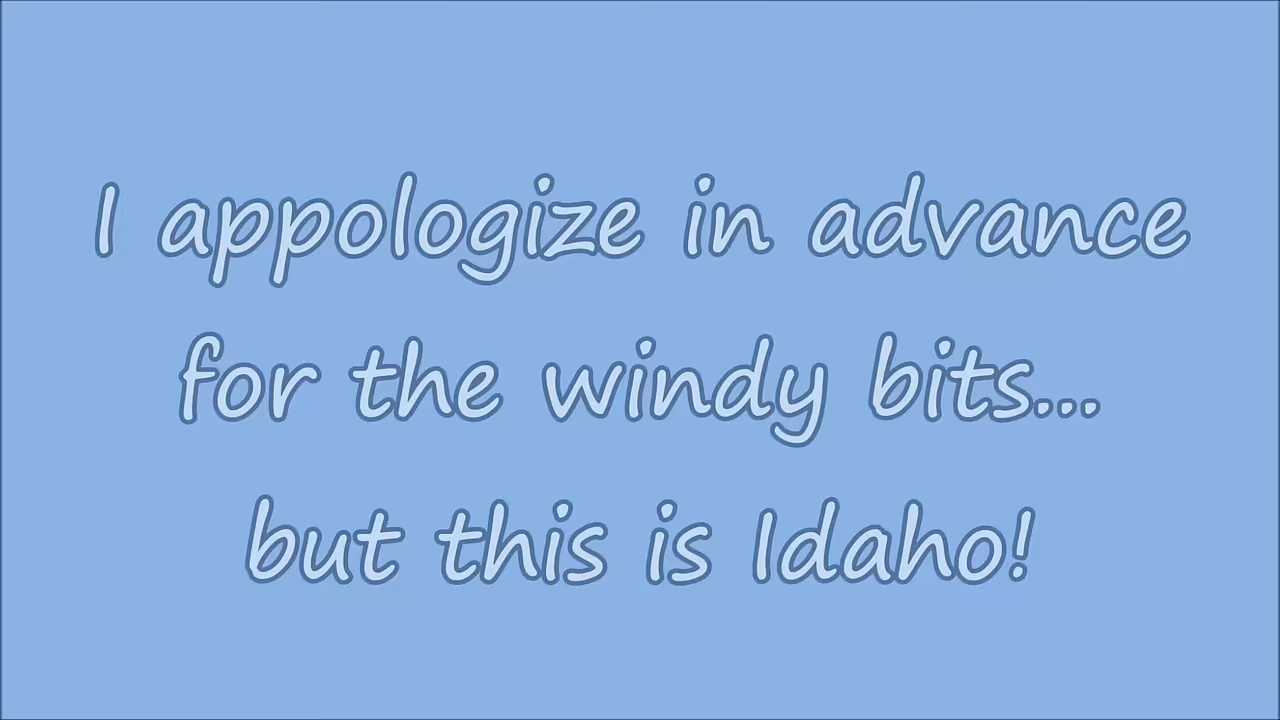 I appologize in advance
for the windy bits...
but this is Idaho!